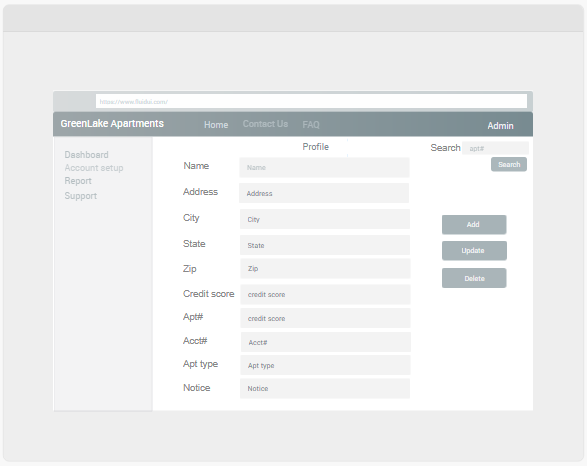 https://www.fluidui.com/
GreenLake Apartments Home Contact Us FAQ Admin
Profile Search apt#
Search
Dashboard
Account setup
Report
Support
Name Name
Address Address
City City
State State
Zip Zip
Credit score credit score
Apt# credit score
Acct# Acct#
Apt type Apt type
Notice Notice
Add
Update
Delete